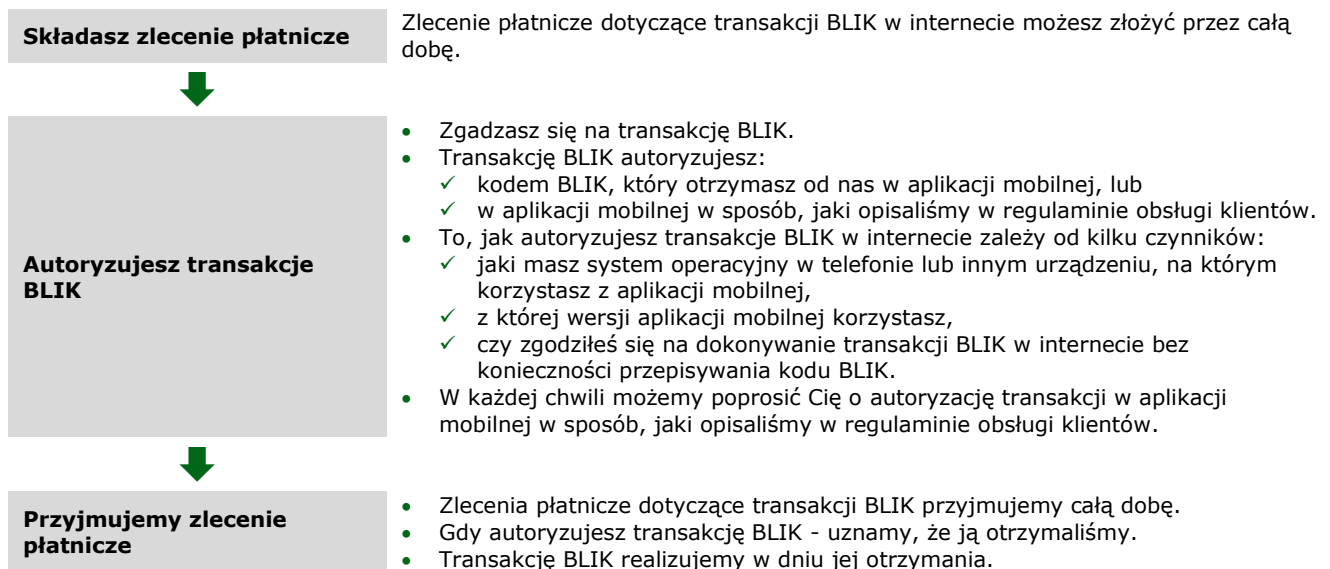 Składasz zlecenie płatnicze
Zlecenie płatnicze dotyczące transakcji BLIK w internecie możesz złożyć przez całą
dobę.
Autoryzujesz transakcje
BLIK
• Zgadzasz się na transakcję BLIK.
• Transakcję BLIK autoryzujesz:
✓ kodem BLIK, który otrzymasz od nas w aplikacji mobilnej, lub
✓ w aplikacji mobilnej w sposób, jaki opisaliśmy w regulaminie obsługi klientów.
• To, jak autoryzujesz transakcje BLIK w internecie zależy od kilku czynników:
✓ jaki masz system operacyjny w telefonie lub innym urządzeniu, na którym
korzystasz z aplikacji mobilnej,
✓ z której wersji aplikacji mobilnej korzystasz,
✓ czy zgodziłeś się na dokonywanie transakcji BLIK w internecie bez
konieczności przepisywania kodu BLIK.
• W każdej chwili możemy poprosić Cię o autoryzację transakcji w aplikacji
mobilnej w sposób, jaki opisaliśmy w regulaminie obsługi klientów.
Przyjmujemy zlecenie
płatnicze
• Zlecenia płatnicze dotyczące transakcji BLIK przyjmujemy całą dobę.
• Gdy autoryzujesz transakcję BLIK - uznamy, że ją otrzymaliśmy.
• Transakcję BLIK realizujemy w dniu jej otrzymania.